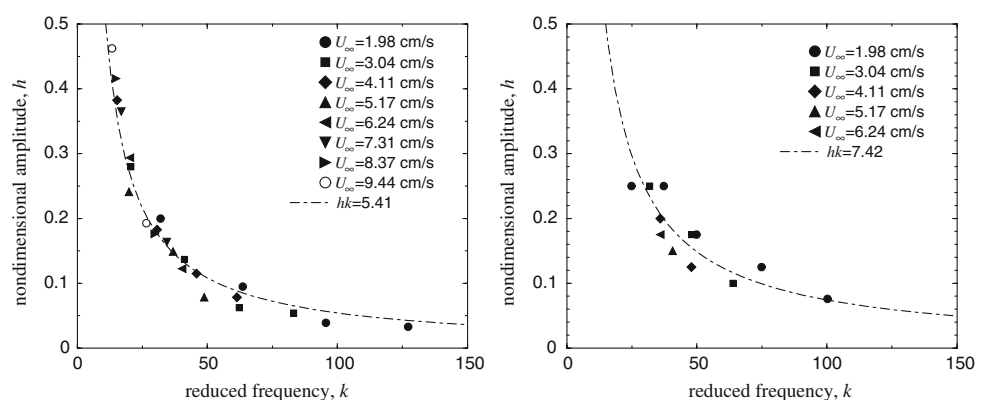 0.5
0.4
0.3
0.2
0.1
0
nondimensional amplitude, h
U∞=1.98 cm/s
U∞=3.04 cm/s
U∞=4.11 cm/s
U∞=5.17 cm/s
U∞=6.24 cm/s
U∞=7.31 cm/s
U∞=8.37 cm/s
U∞=9.44 cm/s
hk=5.41
0 50 100 150
reduced frequency, k
0.5
0.4
0.3
0.2
0.1
0
nondimensional amplitude, h
U∞=1.98 cm/s
U∞=3.04 cm/s
U∞=4.11 cm/s
U∞=5.17 cm/s
U∞=6.24 cm/s
hk=7.42
0 50 100 150
reduced frequency, k